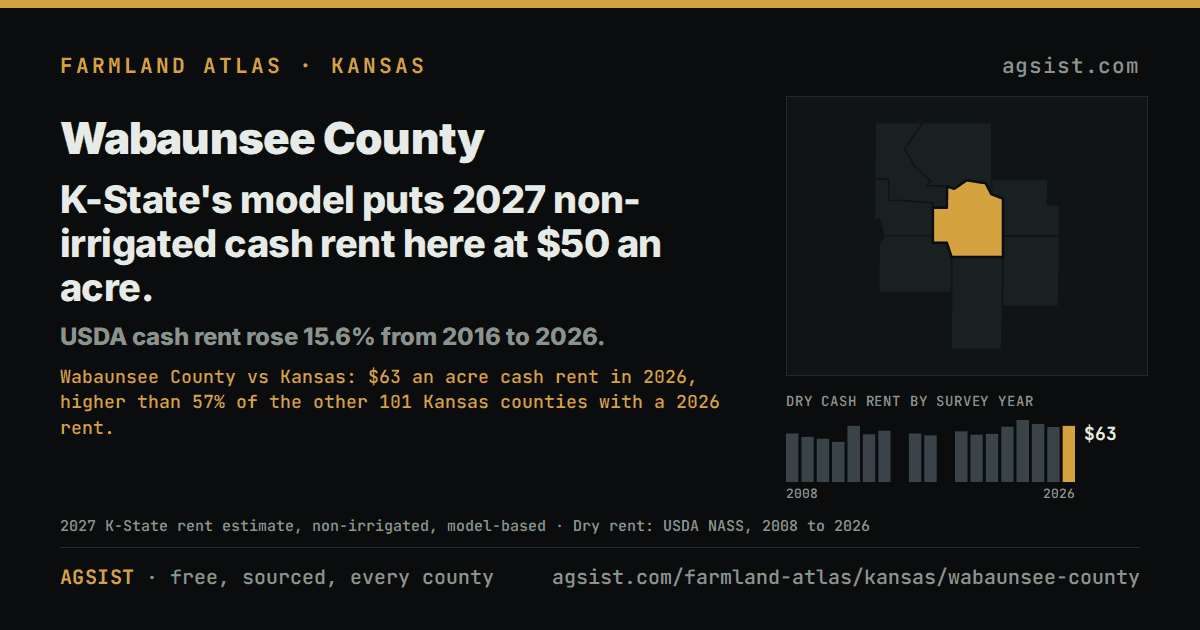 FARMLAND ATLAS · KANSAS
agsist.com
Wabaunsee County
K-State's model puts 2027 non-
irrigated cash rent here at $50 an
acre.
USDA cash rent rose 15.6% from 2016 to 2026.
Wabaunsee County vs Kansas: $63 an acre cash rent in 2026,
higher than 57% of the other 101 Kansas counties with a 2026
rent.
DRY CASH RENT BY SURVEY YEAR
$63
2008
2026
2027 K-State rent estimate, non-irrigated, model-based · Dry rent: USDA NASS, 2008 to 2026
AGSIST · free, sourced, every county
agsist.com/farmland-atlas/kansas/wabaunsee-county